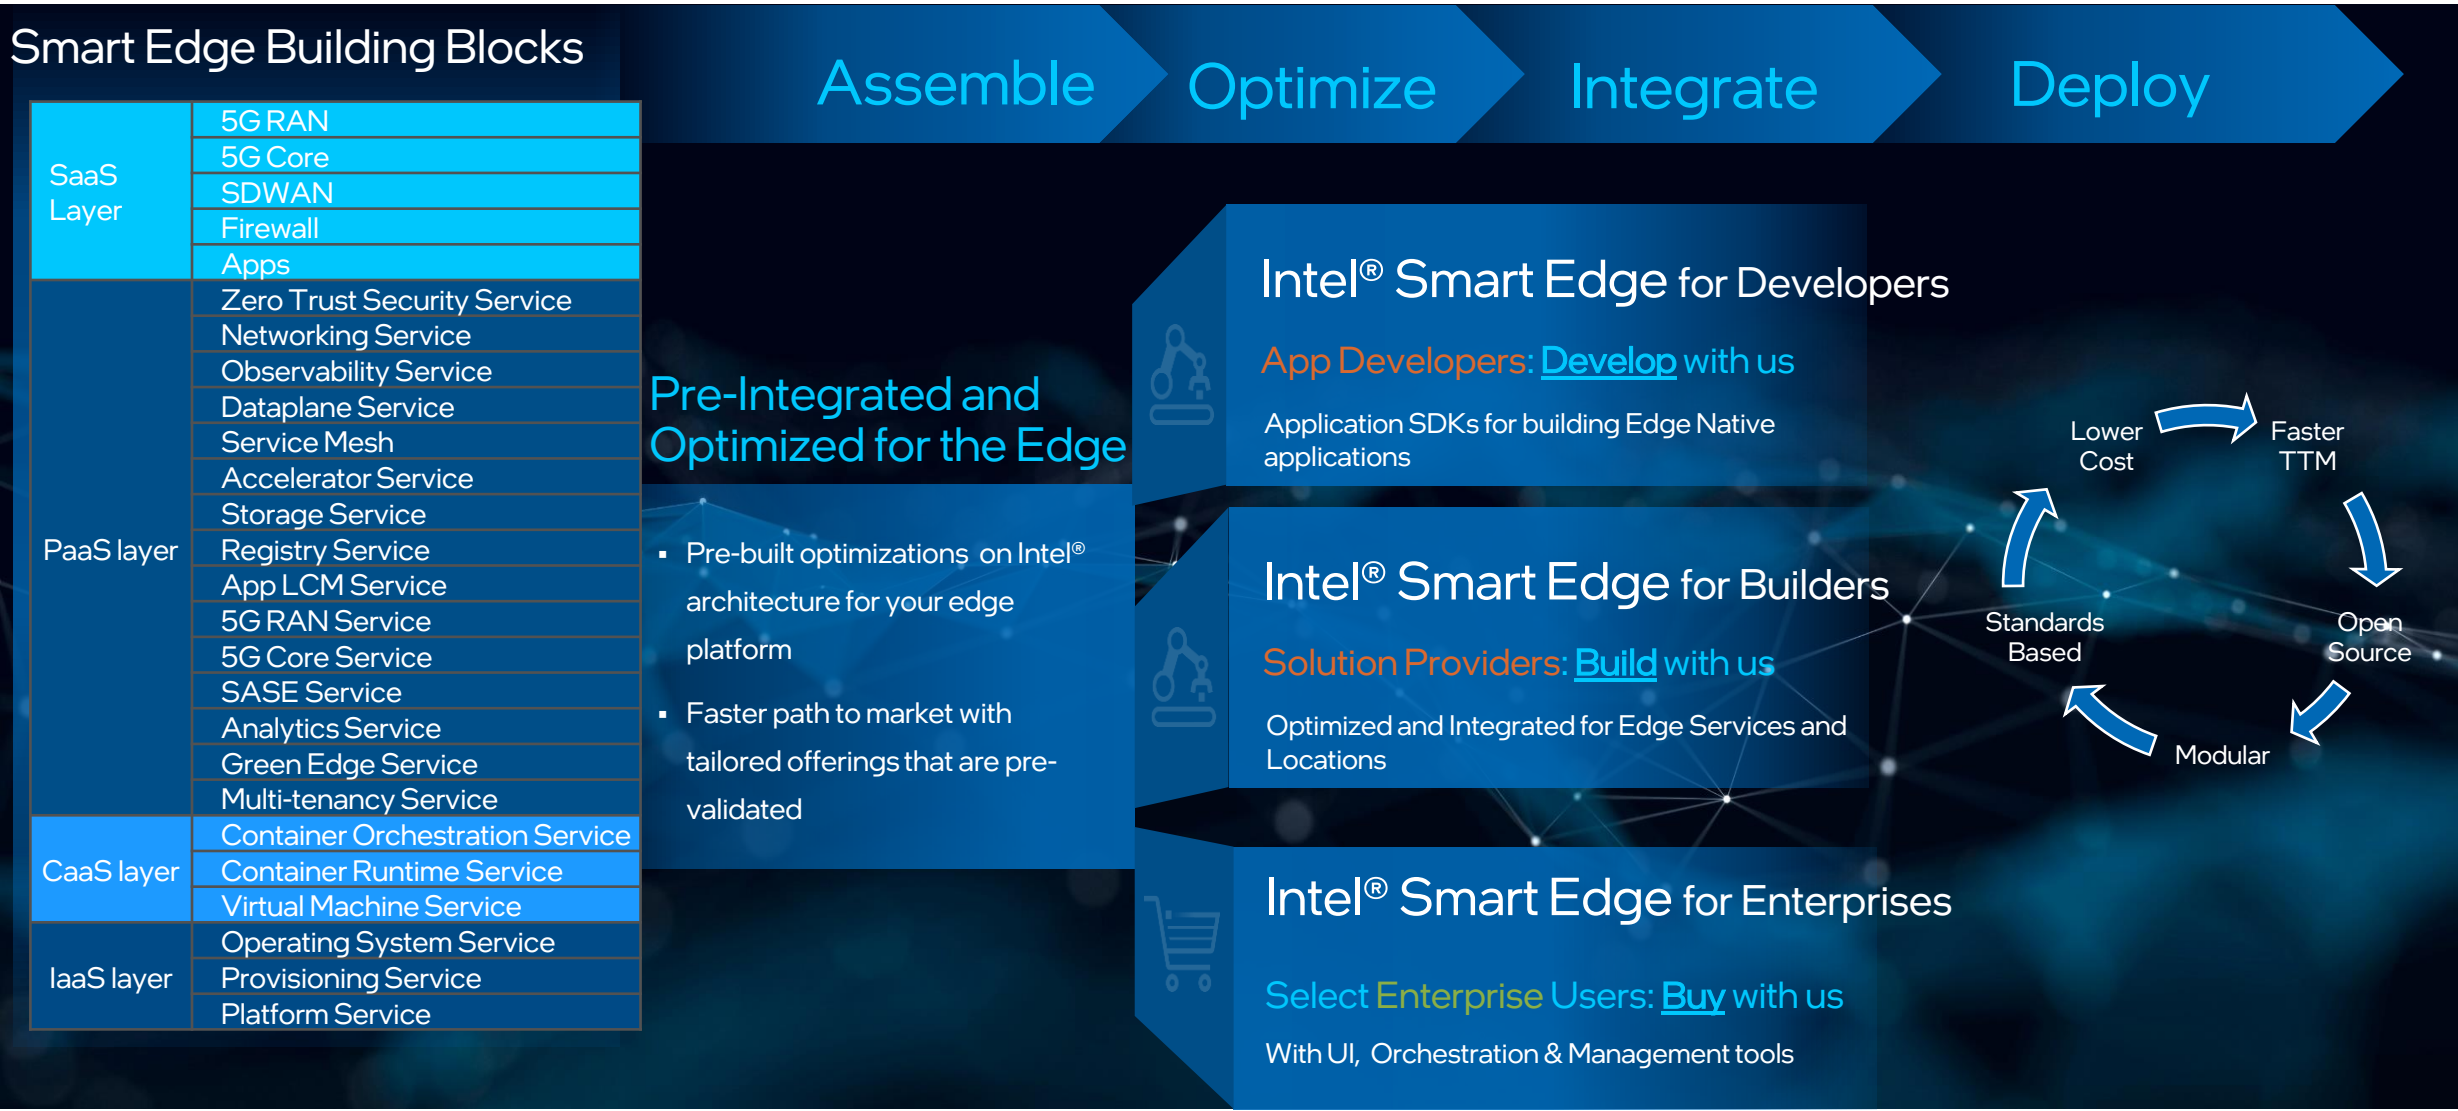 Smart Edge Building Blocks
Assemble
Optimize
Integrate
Deploy
SaaS
Layer
5G RAN
5G Core
SDWAN
Firewall
Apps
PaaS layer
Zero Trust Security Service
Networking Service
Observability Service
Dataplane Service
Service Mesh
Accelerator Service
Storage Service
Registry Service
App LCM Service
5G RAN Service
5G Core Service
SASE Service
Analytics Service
Green Edge Service
Multi-tenancy Service
CaaS layer
Container Orchestration Service
Container Runtime Service
Virtual Machine Service
IaaS layer
Operating System Service
Provisioning Service
Platform Service
Pre-Integrated and
Optimized for the Edge
▪ Pre-built optimizations on Intel®
architecture for your edge
platform
▪ Faster path to market with
tailored offerings that are pre-
validated
Intel® Smart Edge for Developers
App Developers: Develop with us
Application SDKs for building Edge Native
applications
Intel® Smart Edge for Builders
Solution Providers: Build with us
Optimized and Integrated for Edge Services and
Locations
Intel® Smart Edge for Enterprises
Select Enterprise Users: Buy with us
With UI, Orchestration & Management tools
Lower
Cost
Faster
TTM
Open
Source
Modular
Standards
Based